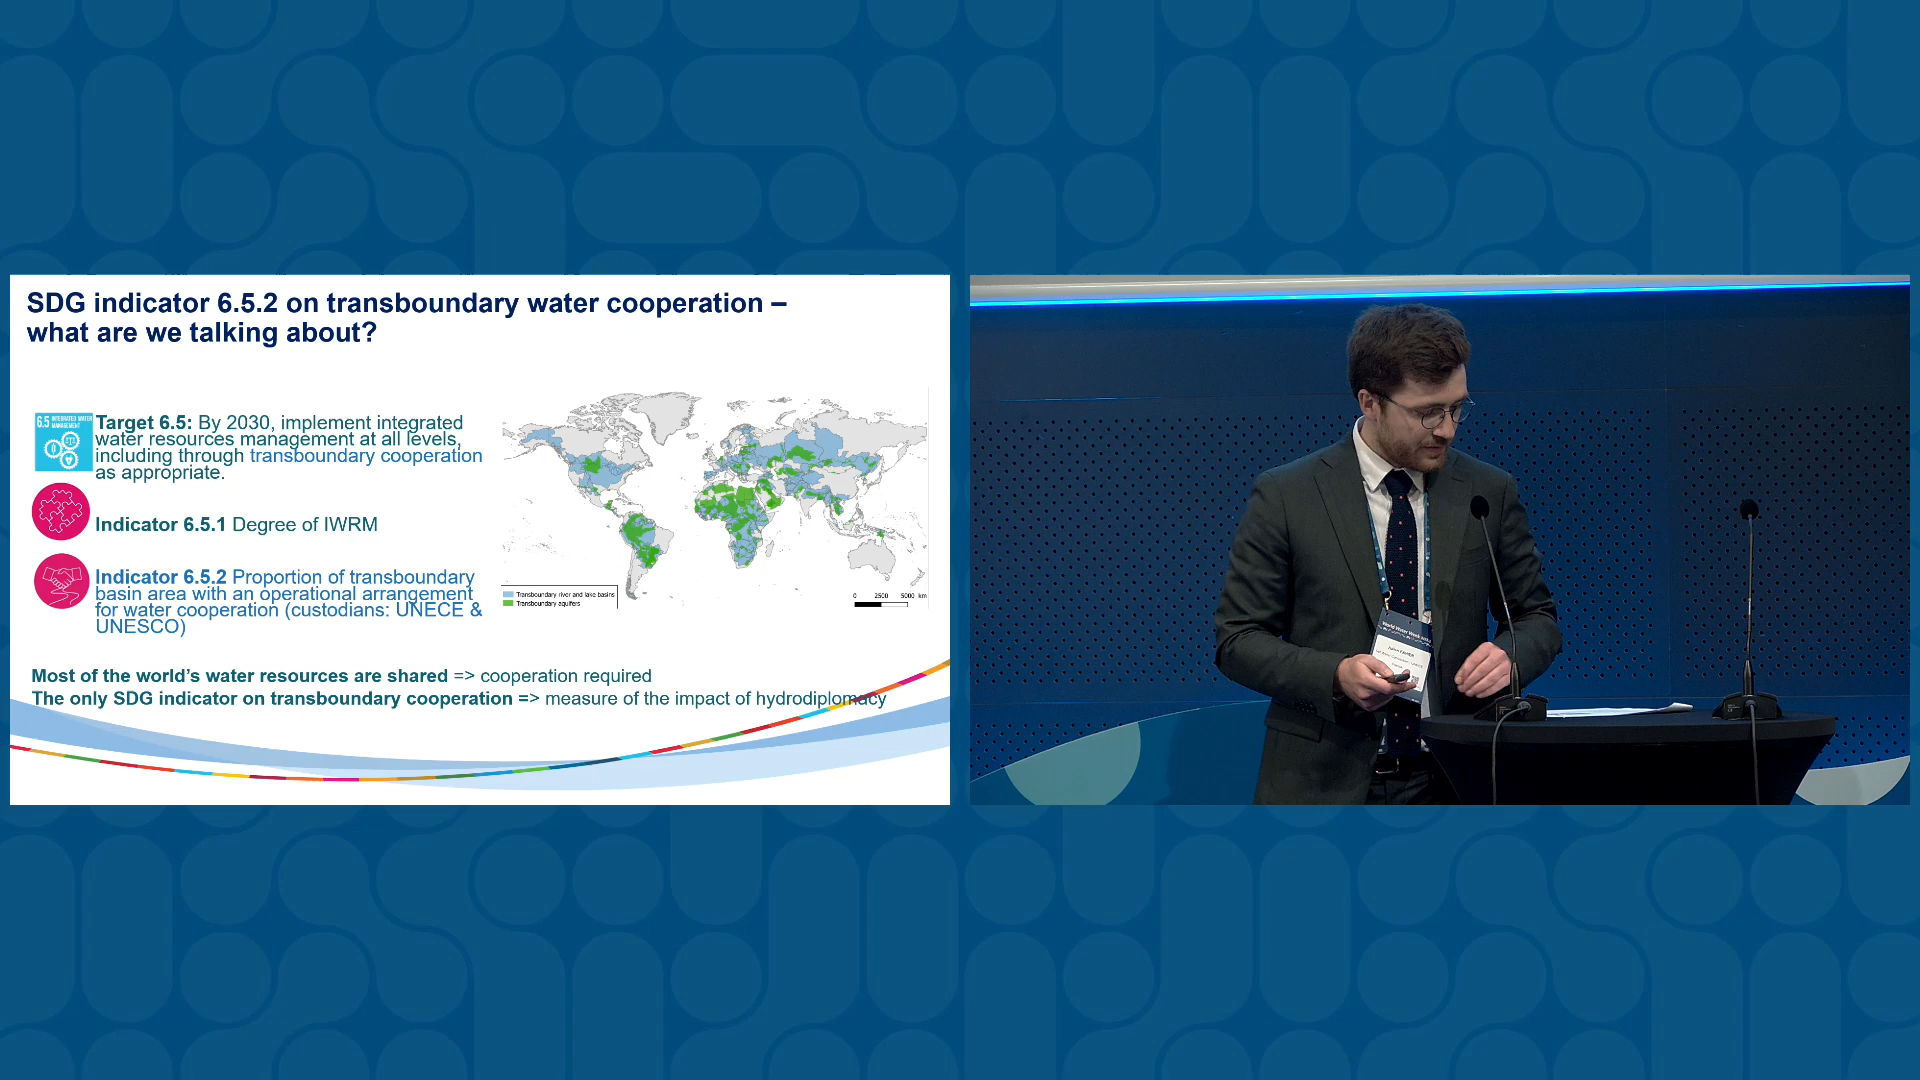 SDG indicator 6.5.2 on transboundary water cooperation –
what are we talking about?
6.5 INTEGRATED WATER
MANAGEMENT
Target 6.5: By 2030, implement integrated
water resources management at all levels,
including through transboundary cooperation
as appropriate.
Indicator 6.5.1 Degree of IWRM
Indicator 6.5.2 Proportion of transboundary
basin area with an operational arrangement
for water cooperation (custodians: UNECE &
UNESCO)
Transboundary river and lake basins
Transboundary aquifers
0 2500 5000 km
Most of the world's water resources are shared => cooperation required
The only SDG indicator on transboundary cooperation => measure of the impact of hydrodiplomacy
World Water Week